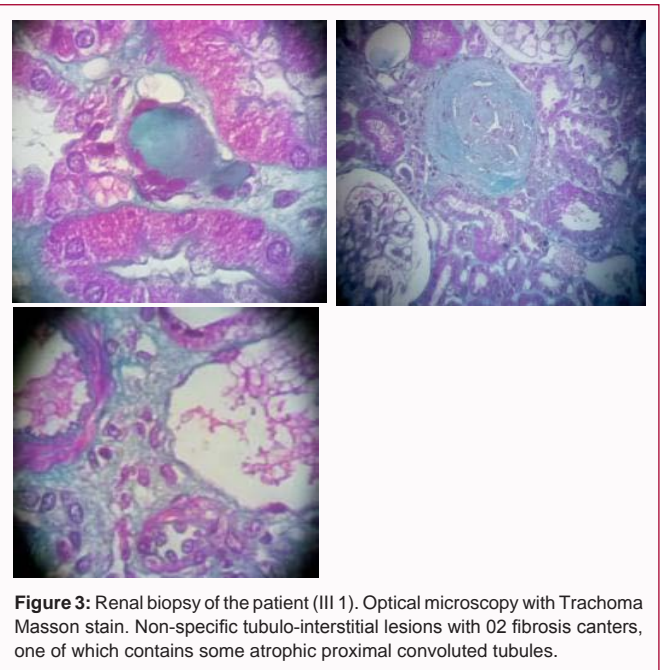 Figure 3: Renal biopsy of the patient (III 1). Optical microscopy with Trachoma
Masson stain. Non-specific tubulo-interstitial lesions with 02 fibrosis canters,
one of which contains some atrophic proximal convoluted tubules.